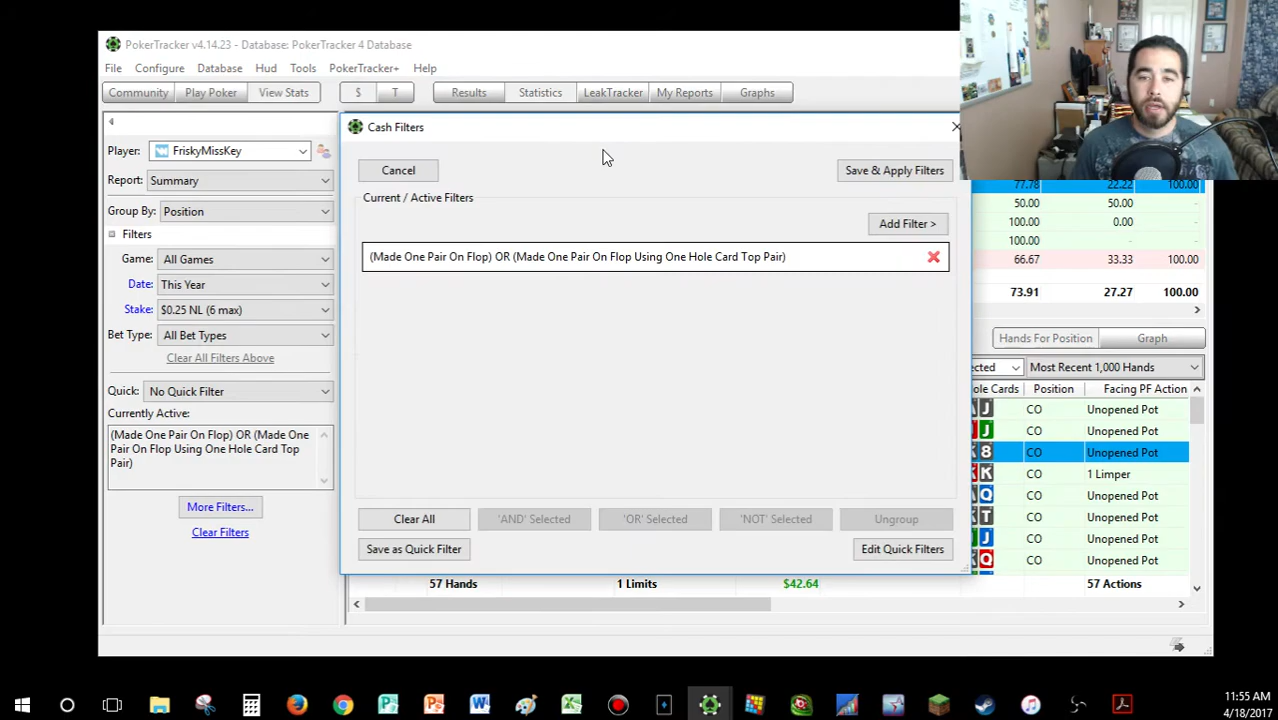 PokerTracker v4.14.23 - Database: PokerTracker 4 Database
File Configure Database Hud Tools PokerTracker+ Help
Community Play Poker View Stats $ T Results Statistics LeakTracker My Reports Graphs
Player: FriskyMissKey
Report: Summary
Group By: Position
Filters
Game: All Games
Date: This Year
Stake: $0.25 NL (6 max)
Bet Type: All Bet Types
Clear All Filters Above
Quick: No Quick Filter
Currently Active:
(Made One Pair On Flop) OR (Made One
Pair On Flop Using One Hole Card Top
Pair)
More Filters...
Clear Filters
Cash Filters
Cancel Save & Apply Filters
Current / Active Filters
Add Filter >
(Made One Pair On Flop) OR (Made One Pair On Flop Using One Hole Card Top Pair)
Clear All 'AND' Selected 'OR' Selected 'NOT' Selected Ungroup
Save as Quick Filter Edit Quick Filters
77.78 22.22 100.00
50.00 50.00 -
100.00 0.00 -
100.00 - -
66.67 33.33 100.00
73.91 27.27 100.00
Hands For Position Graph
Most Recent 1,000 Hands
Cards Position Facing PF Action
J CO Unopened Pot
J CO Unopened Pot
8 CO Unopened Pot
K CO 1 Limper
Q CO Unopened Pot
T CO Unopened Pot
J CO Unopened Pot
Q CO Unopened Pot
57 Hands 1 Limits $42.64 57 Actions
11:55 AM
4/18/2017